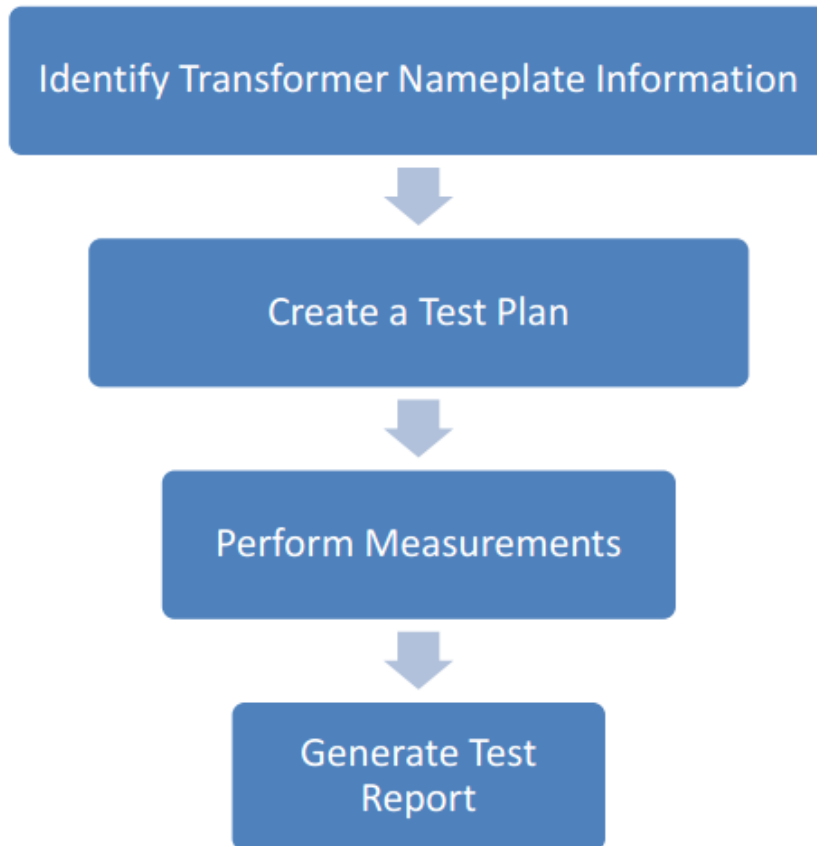 Identify Transformer Nameplate Information
Create a Test Plan
Perform Measurements
Generate Test
Report